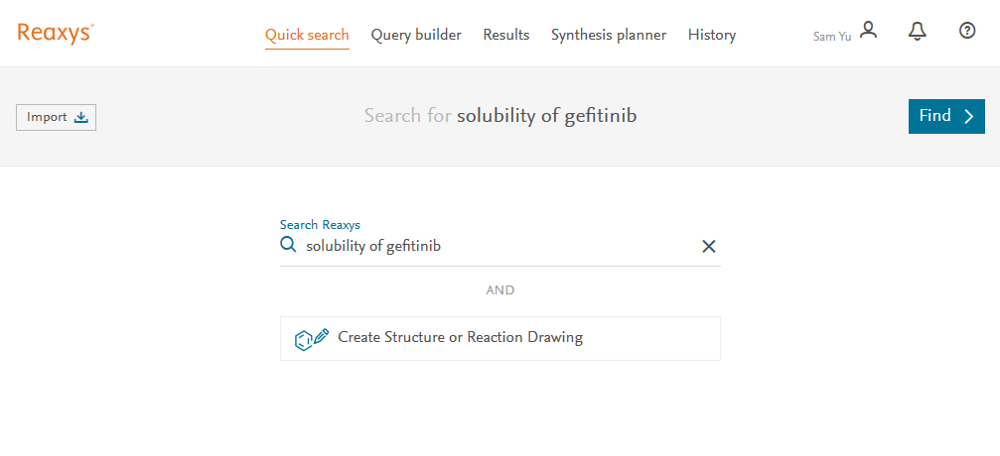 Reaxys®
Quick search Query builder Results Synthesis planner History Sam Yu ?
Import Search for solubility of gefitinib Find
Search Reaxys
solubility of gefitinib
AND
Create Structure or Reaction Drawing